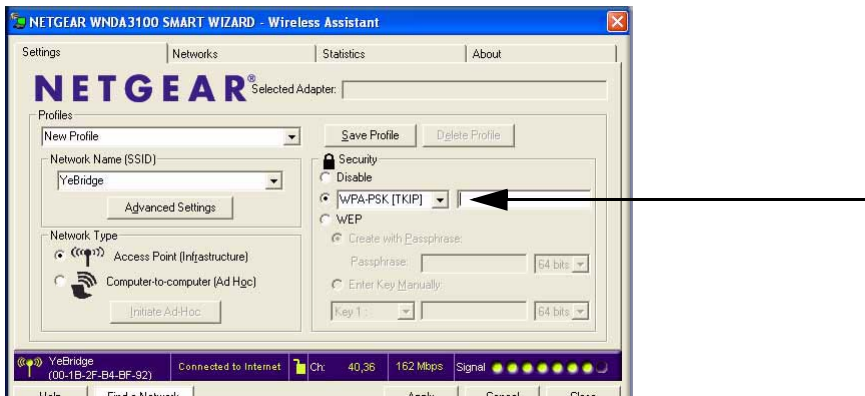 NETGEAR WNDA3100 SMART WIZARD - Wireless Assistant
Settings Networks Statistics About
NETGEAR® Selected Adapter:
Profiles
New Profile Save Profile Delete Profile
Network Name (SSID) Security
Disable
YeBridge
WPA-PSK [TKIP]
Advanced Settings
WEP
Network Type
Create with Passphrase:
Access Point (Infrastructure)
Passphrase: 64 bits
Computer-to-computer (Ad Hoc)
Enter Key Manually:
Initiate Ad-Hoc Key 1 : 64 bits
YeBridge
(00-1B-2F-B4-BF-92) Connected to Internet Ch: 40,36 162 Mbps Signal
Help Find a Network Apply Cancel Close